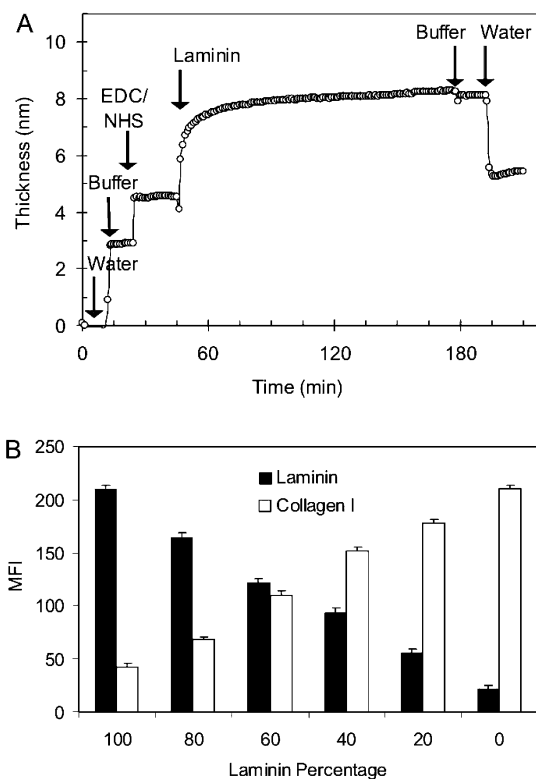 A
Buffer Water
Laminin
EDC/
NHS
Buffer
Water
Thickness (nm)
10
8
6
4
2
0
0 60 120 180
Time (min)
B
Laminin
Collagen I
MFI
250
200
150
100
50
0
100 80 60 40 20 0
Laminin Percentage